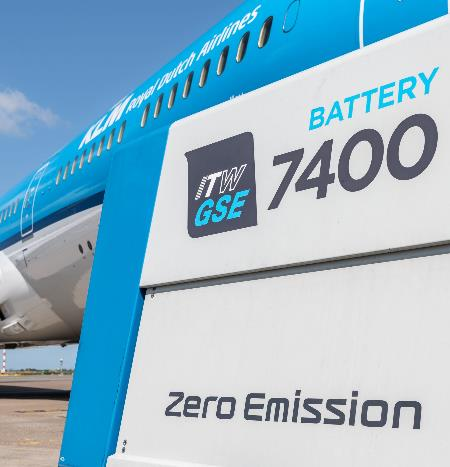 KLM Royal Dutch Airlines
BATTERY
7400
ITW
GSE
Zero Emission